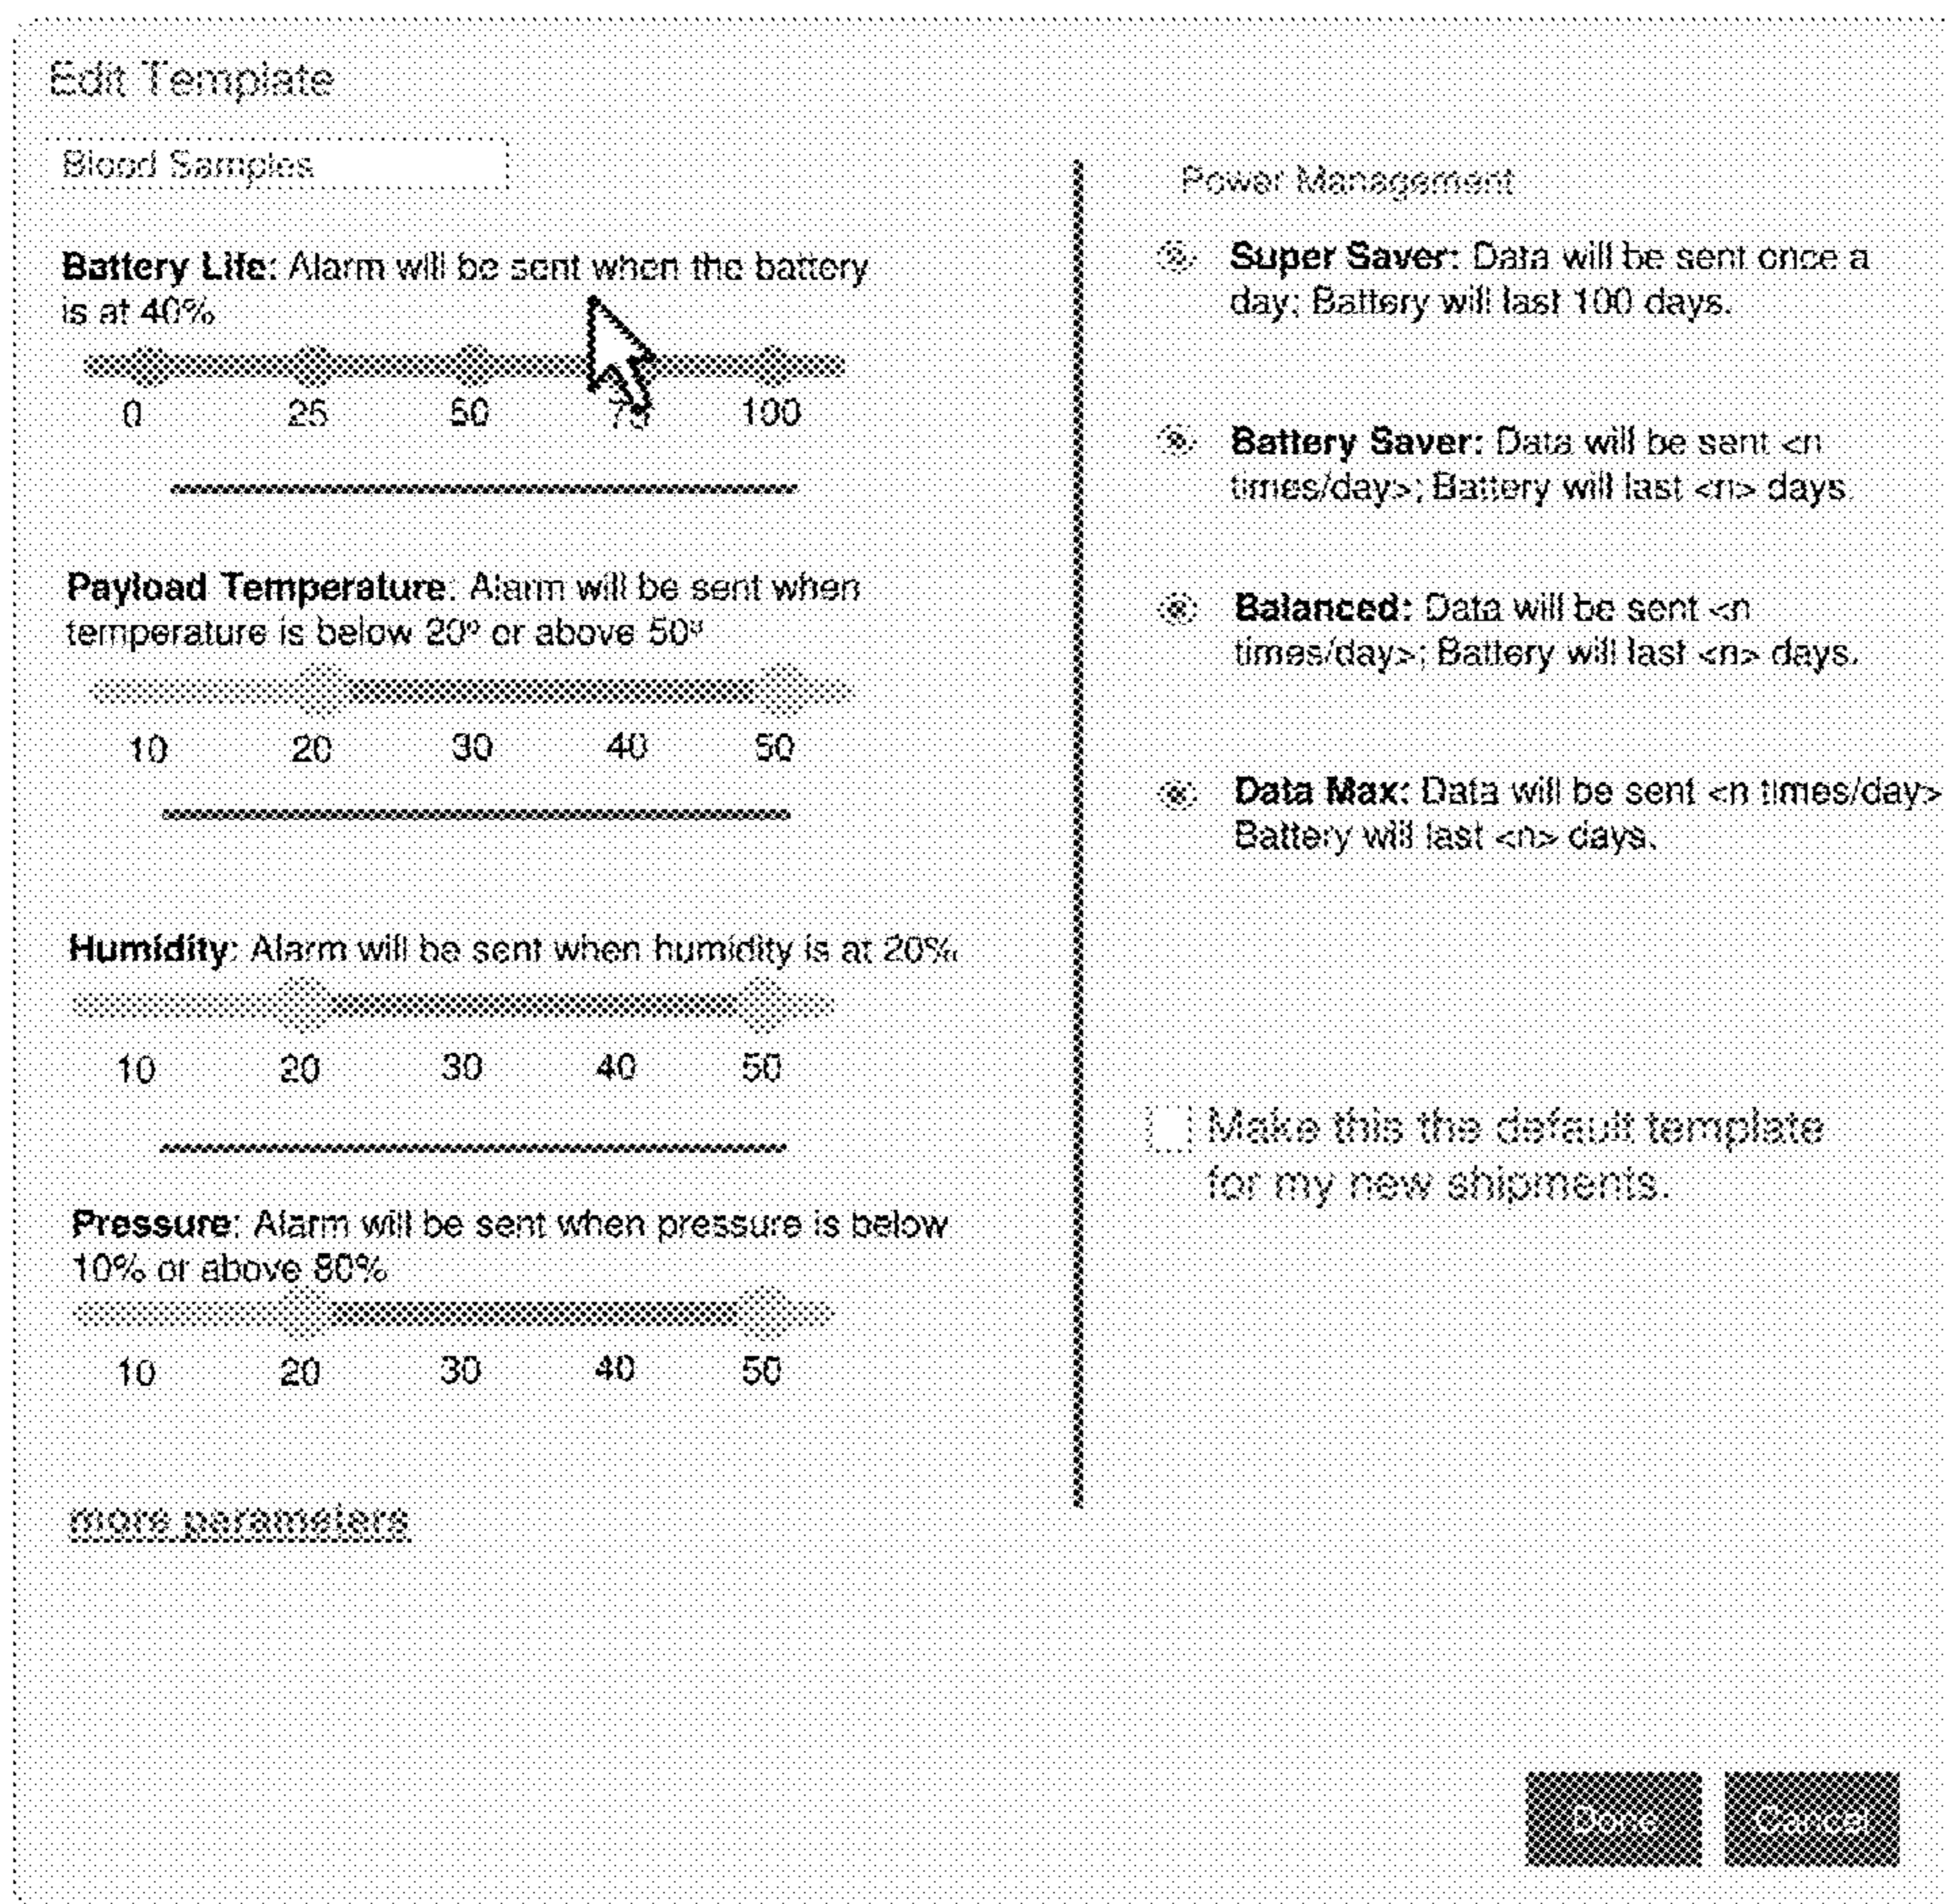 Edit Template
Blood Samples
Battery Life: Alarm will be sent when the battery
is at 40%
0 25 50 100
Payload Temperature: Alarm will be sent when
temperature is below 20º or above 50º
10 20 30 40 50
Humidity: Alarm will be sent when humidity is at 20%
10 20 30 40 50
Pressure: Alarm will be sent when pressure is below
10% or above 80%
10 20 30 40 50
more parameters
Power Management
Super Saver: Data will be sent once a
day; Battery will last 100 days.
Battery Saver: Data will be sent <n
times/day>; Battery will last <n> days.
Balanced: Data will be sent <n
times/day>; Battery will last <n> days.
Data Max: Data will be sent <n times/day>
Battery will last <n> days.
Make this the default template
for my new shipments.
Done Cancel